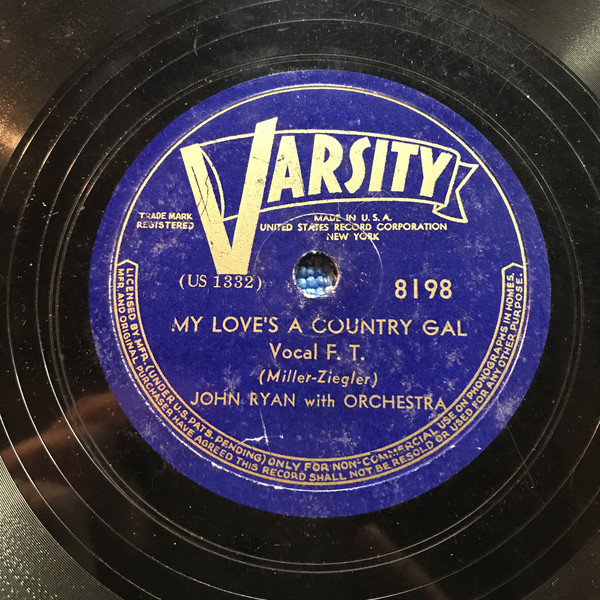 VARSITY
TRADE MARK
REGISTERED
MADE IN U. S. A.
UNITED STATES RECORD CORPORATION
NEW YORK
(US 1332)
8198
MY LOVE'S A COUNTRY GAL
Vocal F. T.
(Miller-Ziegler)
JOHN RYAN with ORCHESTRA
LICENSED BY MFR. (UNDER U.S. PATS. PENDING) ONLY FOR NON-COMMERCIAL USE ON PHONOGRAPHS IN HOMES.
MFR. AND ORIGINAL PURCHASER HAVE AGREED THIS RECORD SHALL NOT BE RESOLD OR USED FOR ANY OTHER PURPOSE.